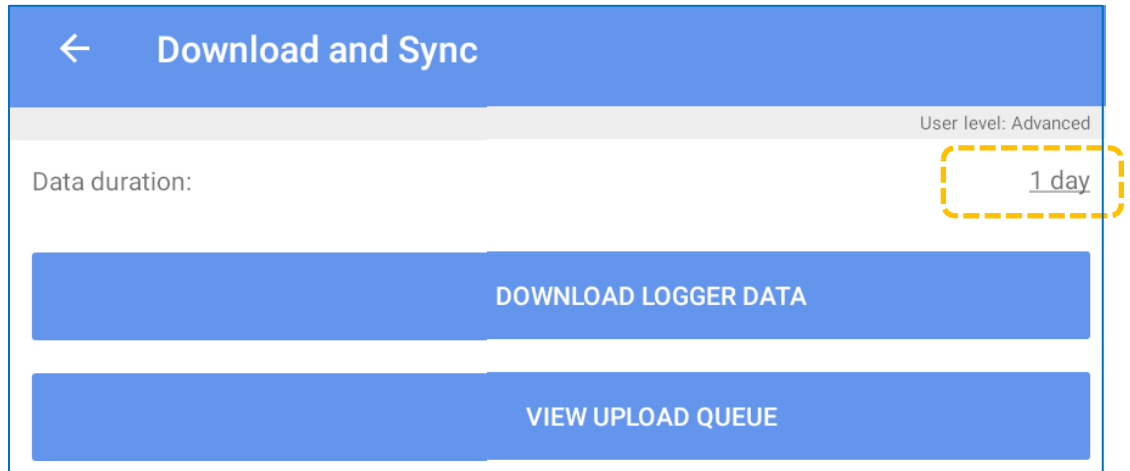 Download and Sync
User level: Advanced
Data duration: 1 day
DOWNLOAD LOGGER DATA
VIEW UPLOAD QUEUE